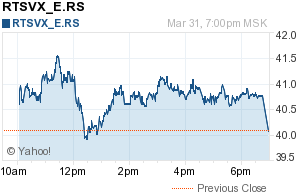 RTSVX_E.RS
RTSVX_E.RS Mar 31, 7:00pm MSK
42.0
41.5
41.0
40.5
40.0
39.5
© Yahoo!
10am 12pm 2pm 4pm 6pm
Previous Close